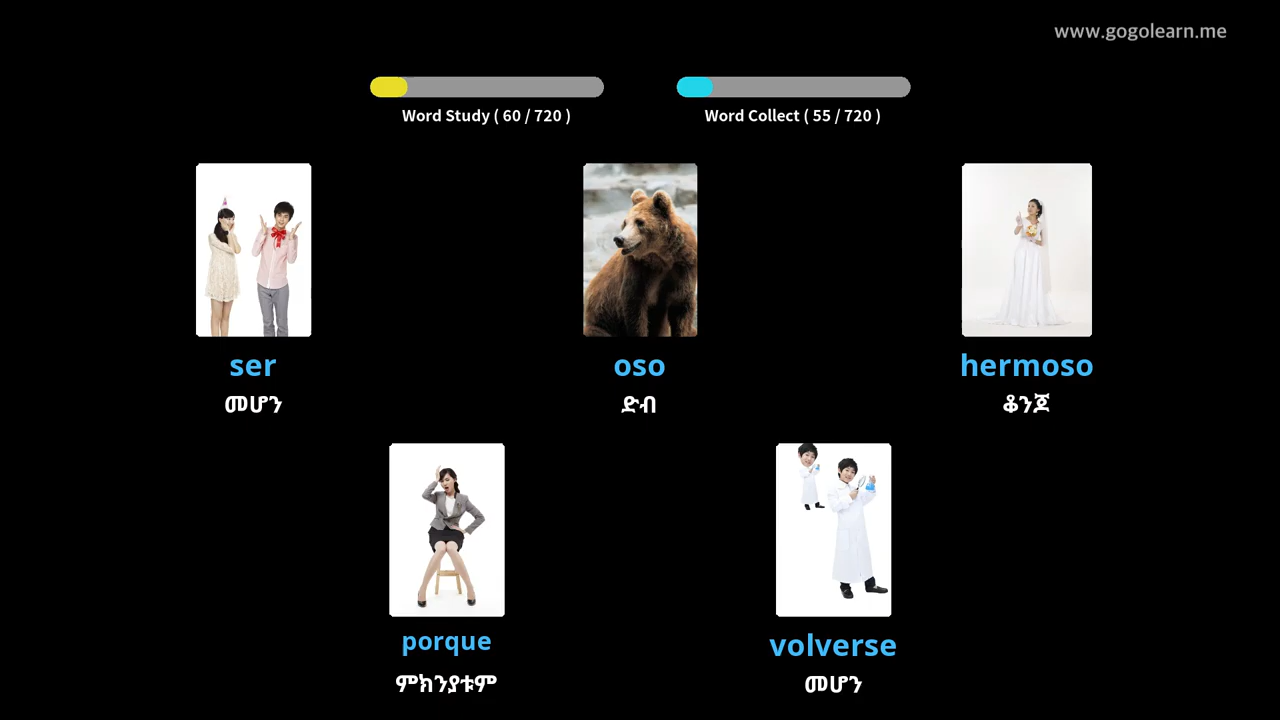 www.gogolearn.me
Word Study ( 60 / 720 )
Word Collect ( 55 / 720 )
ser
መሆን
oso
ድብ
hermoso
ቆንጆ
porque
ምክንያቱም
volverse
መሆን